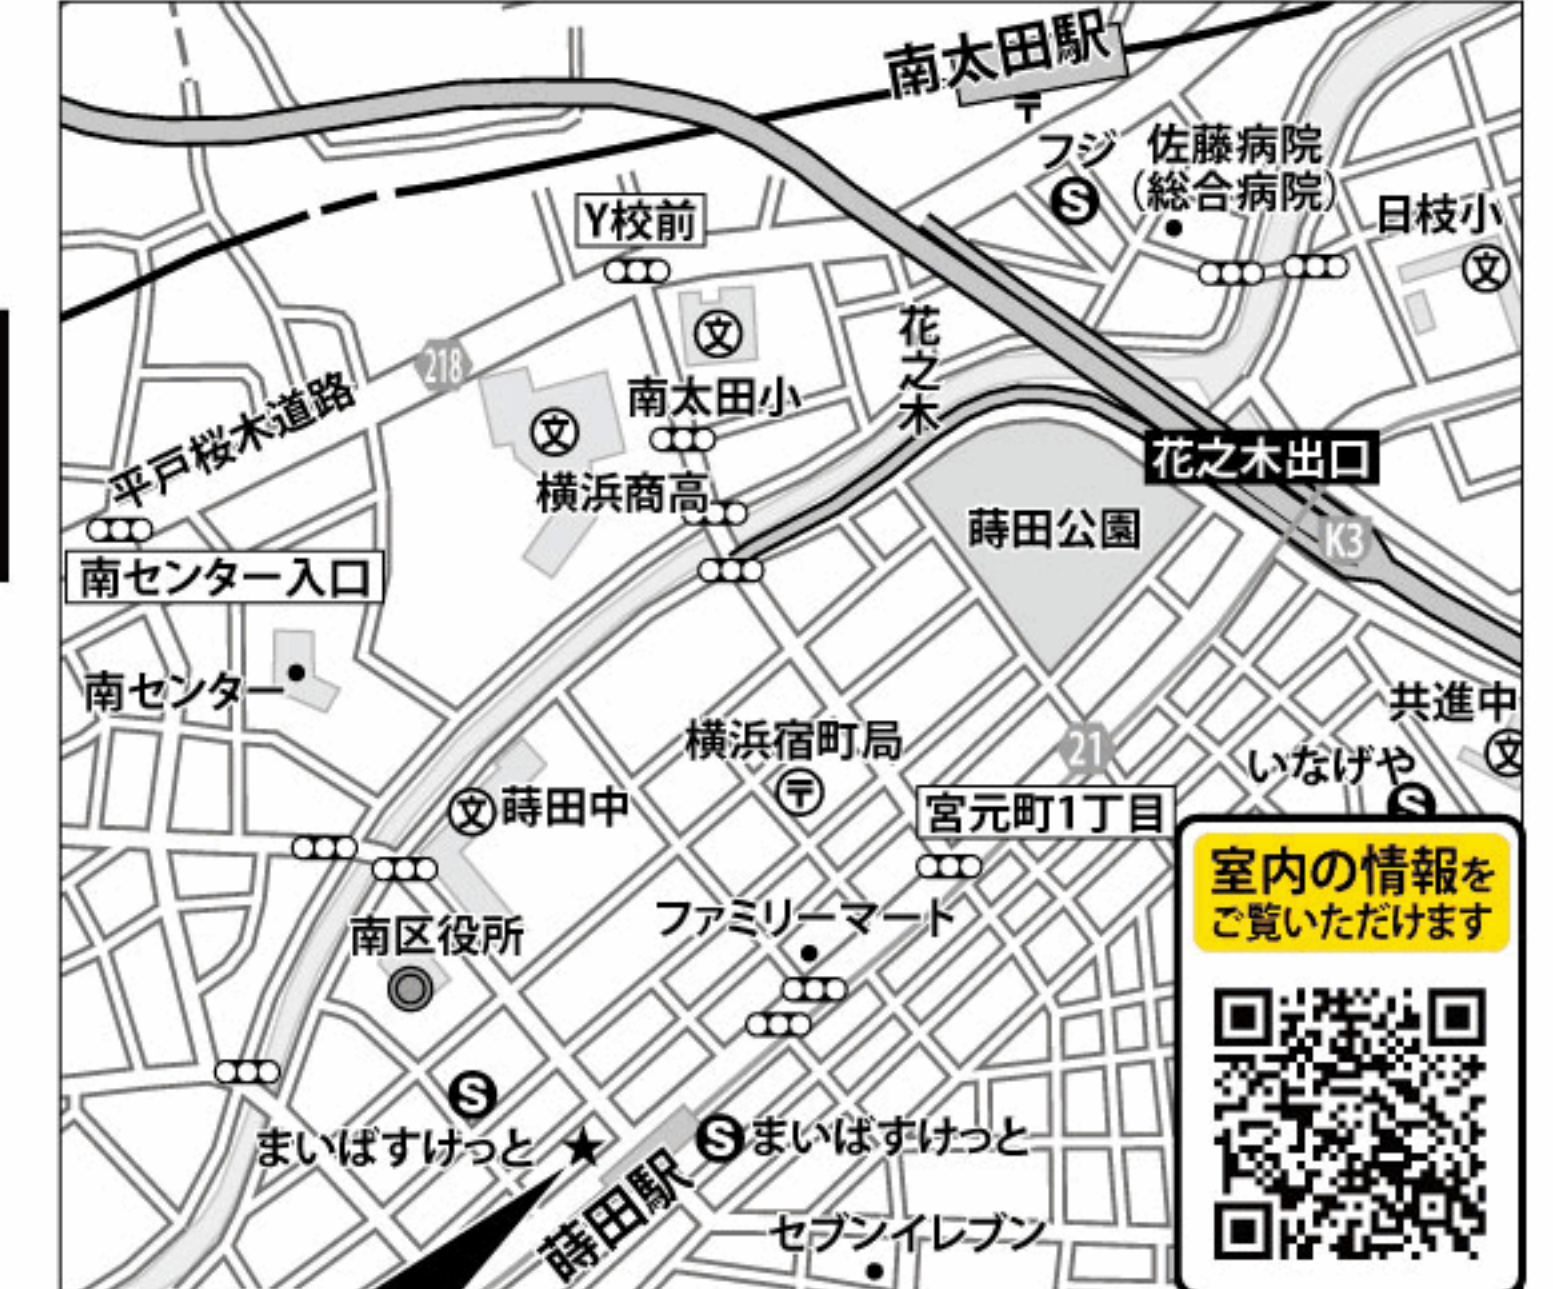 南太田駅
〒
フジ
S
佐藤病院
(総合病院)
日枝小
文
Y校前
文
花之木
218
南太田小
文
平戸桜木道路
横浜商高
花之木出口
蒔田公園
K3
南センター入口
南センター
共進中
文
横浜宿町局
〒
21
いなげや
S
文
蒔田中
宮元町1丁目
室内の情報を
ご覧いただけます
ファミリーマート
南区役所
S
まいばすけっと
★
S
まいばすけっと
蒔田駅
セブンイレブン